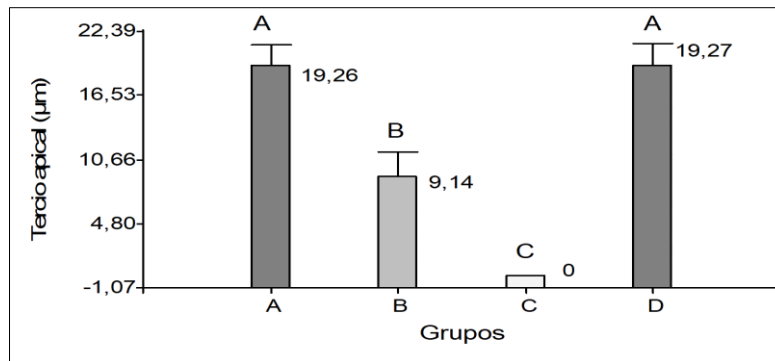 Tercio apical (µm)
22,39
16,53
10,66
4,80
-1,07
A
19,26
B
9,14
C
0
A
19,27
A B C D
Grupos